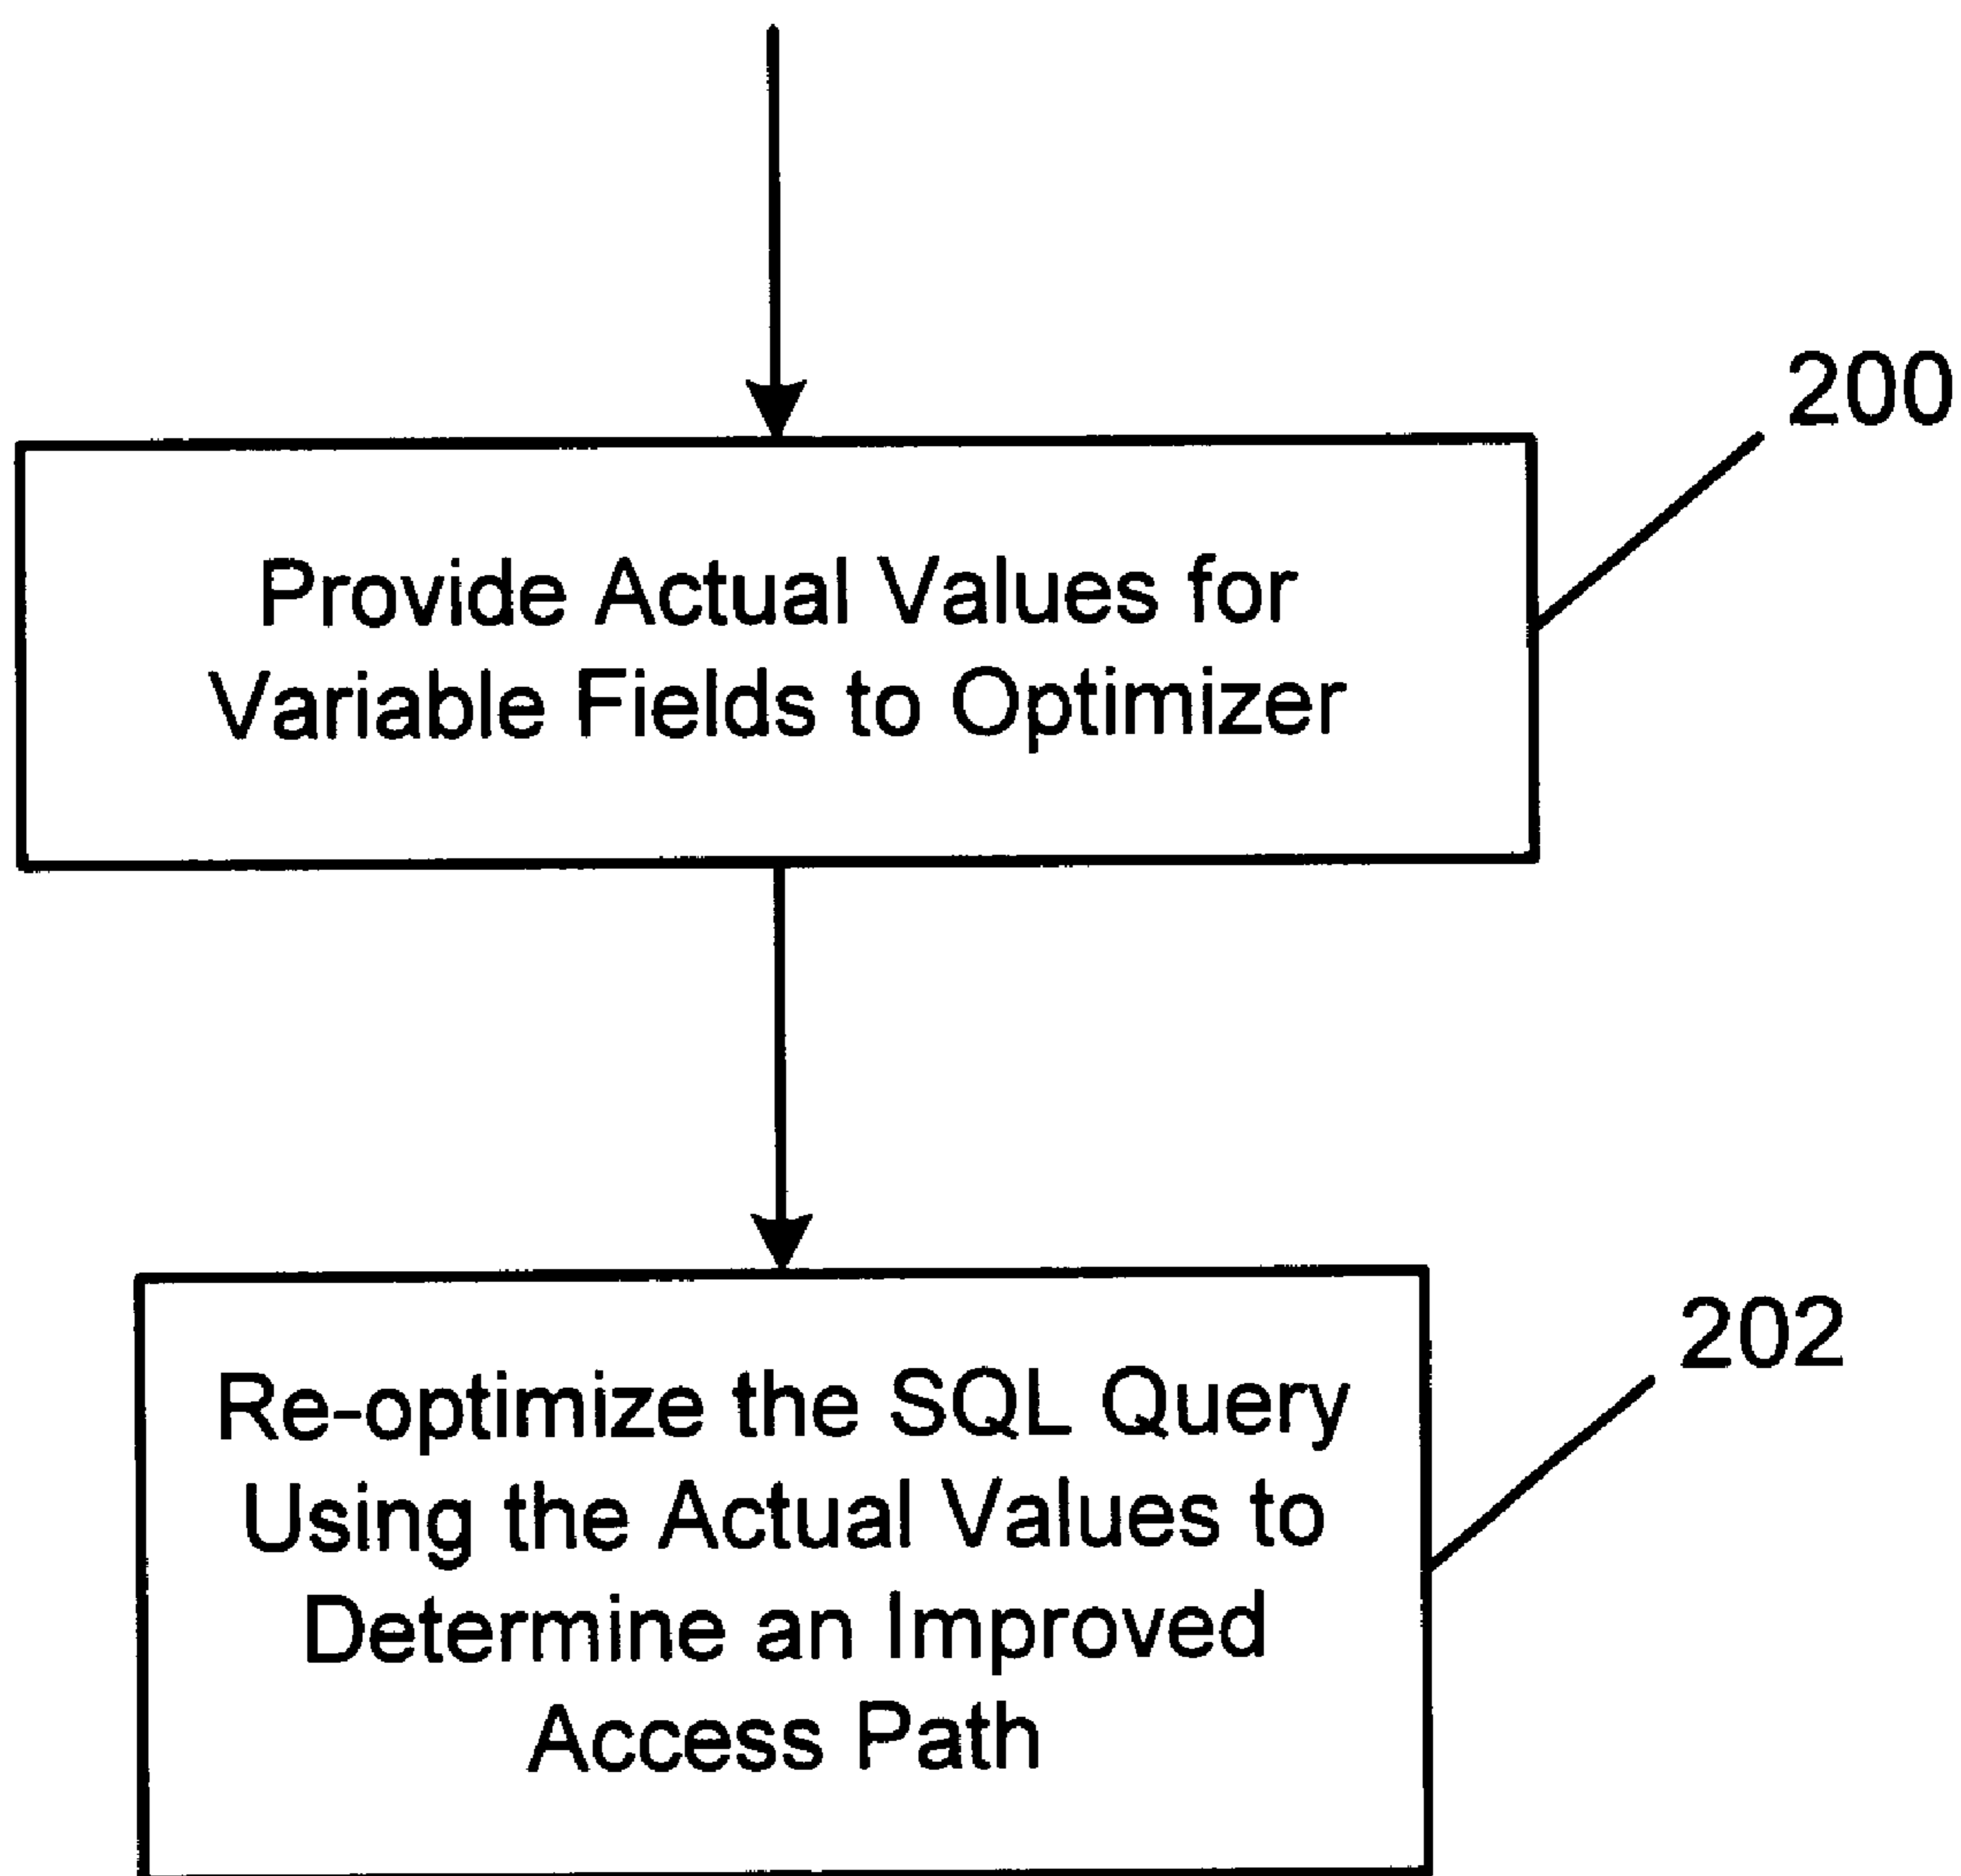 200
Provide Actual Values for
Variable Fields to Optimizer
202
Re-optimize the SQL Query
Using the Actual Values to
Determine an Improved
Access Path